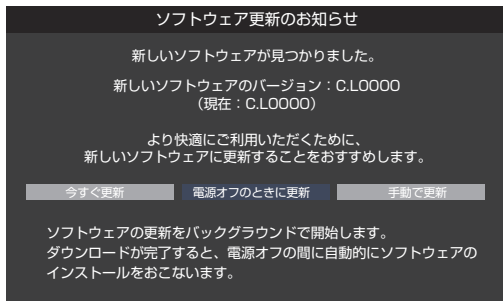 ソフトウェア更新のお知らせ
新しいソフトウェアが見つかりました。
新しいソフトウェアのバージョン：C.L0000
（現在：C.L0000）
より快適にご利用いただくために、
新しいソフトウェアに更新することをおすすめします。
今すぐ更新 電源オフのときに更新 手動で更新
ソフトウェアの更新をバックグラウンドで開始します。
ダウンロードが完了すると、電源オフの間に自動的にソフトウェアの
インストールをおこないます。